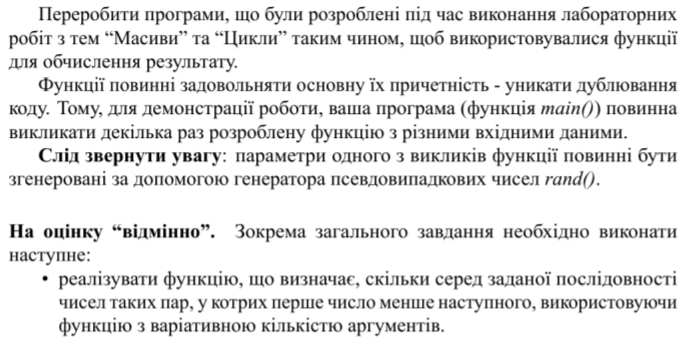 Переробити програми, що були розроблені під час виконання лабораторних
робіт з тем “Масиви” та “Цикли” таким чином, щоб використовувалися функції
для обчислення результату.
Функції повинні задовольняти основну їх причетність - уникати дублювання
коду. Тому, для демонстрації роботи, ваша програма (функція main()) повинна
викликати декілька раз розроблену функцію з різними вхідними даними.
Слід звернути увагу: параметри одного з викликів функції повинні бути
згенеровані за допомогою генератора псевдовипадкових чисел rand().
На оцінку “відмінно”. Зокрема загального завдання необхідно виконати
наступне:
• реалізувати функцію, що визначає, скільки серед заданої послідовності
чисел таких пар, у котрих перше число менше наступного, використовуючи
функцію з варіативною кількістю аргументів.